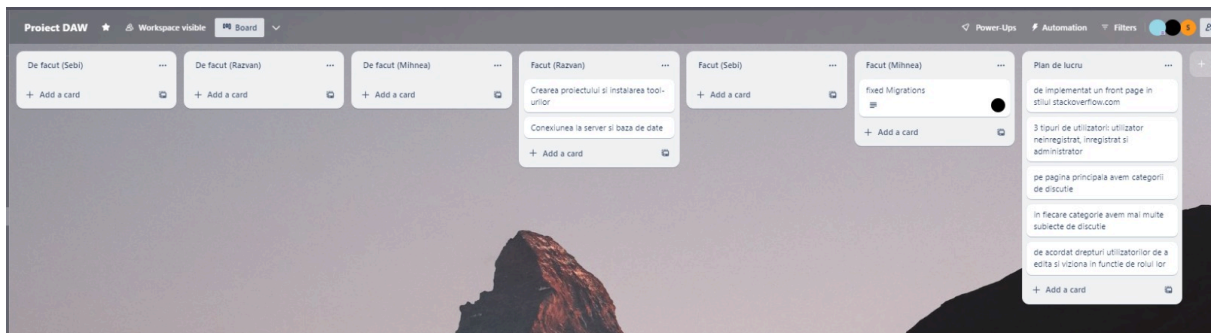 Proiect DAW
Workspace visible
Board
Power-Ups
Automation
Filters
S
De facut (Sebi)
+ Add a card
De facut (Razvan)
+ Add a card
De facut (Mihnea)
+ Add a card
Facut (Razvan)
Crearea proiectului si instalarea tool-
urilor
Conexiunea la server si baza de date
+ Add a card
Facut (Sebi)
+ Add a card
Facut (Mihnea)
fixed Migrations
+ Add a card
Plan de lucru
de implementat un front page in
stilul stackoverflow.com
3 tipuri de utilizatori: utilizator
neinregistrat, inregistrat si
administrator
pe pagina principala avem categorii
de discutie
in fiecare categorie avem mai multe
subiecte de discutie
de acordat drepturi utilizatorilor de a
edita si viziona in functie de rolul lor
+ Add a card